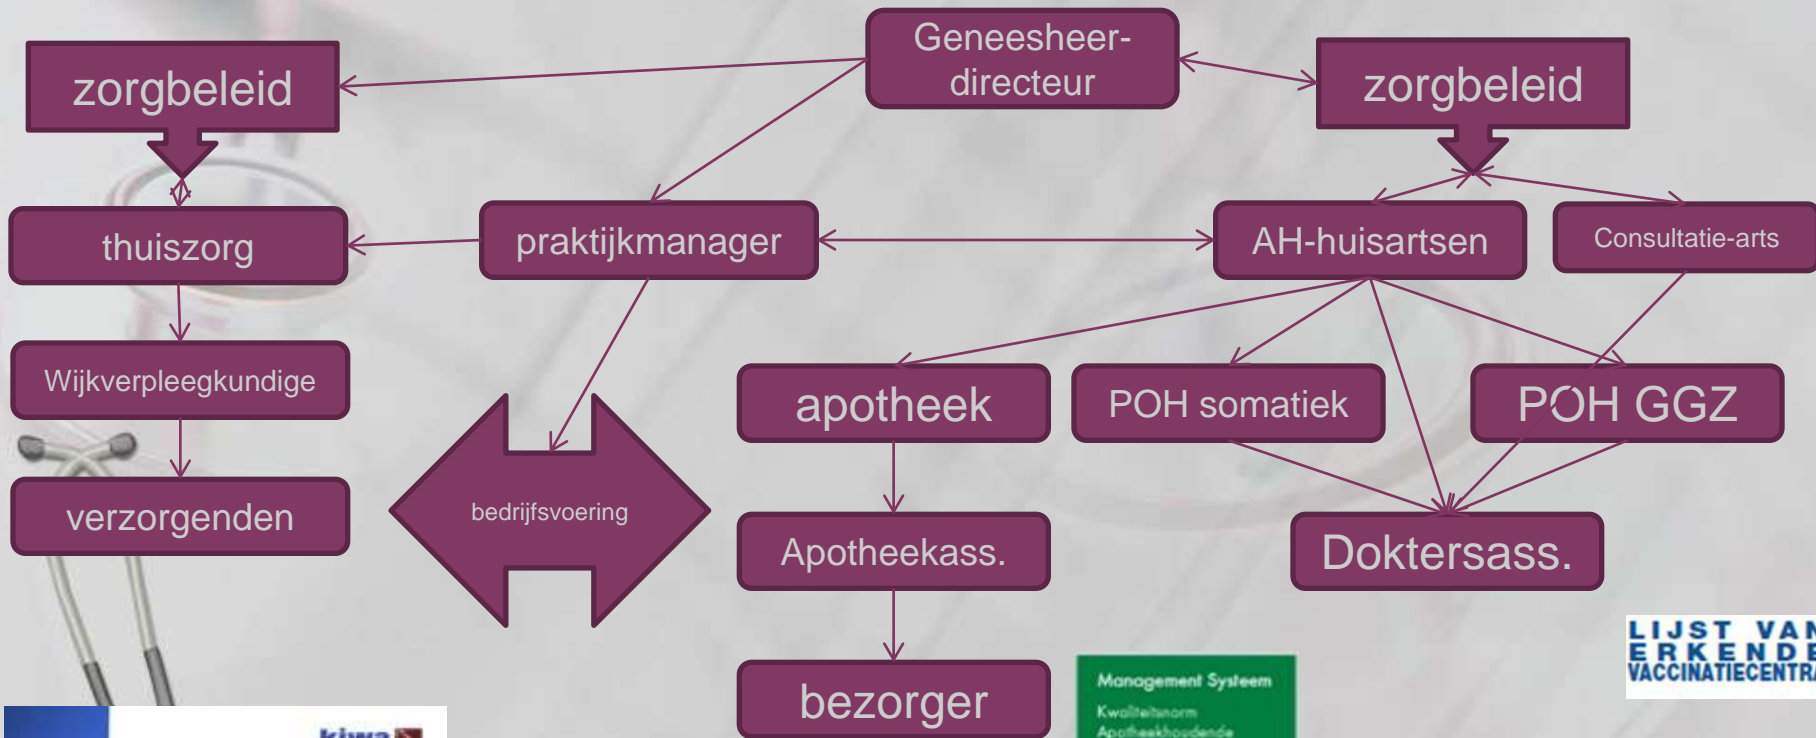 Geneesheer-
directeur
zorgbeleid
zorgbeleid
thuiszorg
praktijkmanager
AH-huisartsen
Consultatie-arts
Wijkverpleegkundige
apotheek
POH somatiek
POH GGZ
verzorgenden
bedrijfsvoering
Apotheekass.
Doktersass.
bezorger
LIJST VAN
ERKENDE
VACCINATIECENTRA
Management Systeem
Kwaliteitsnorm
Apotheekhoudende
kiwa